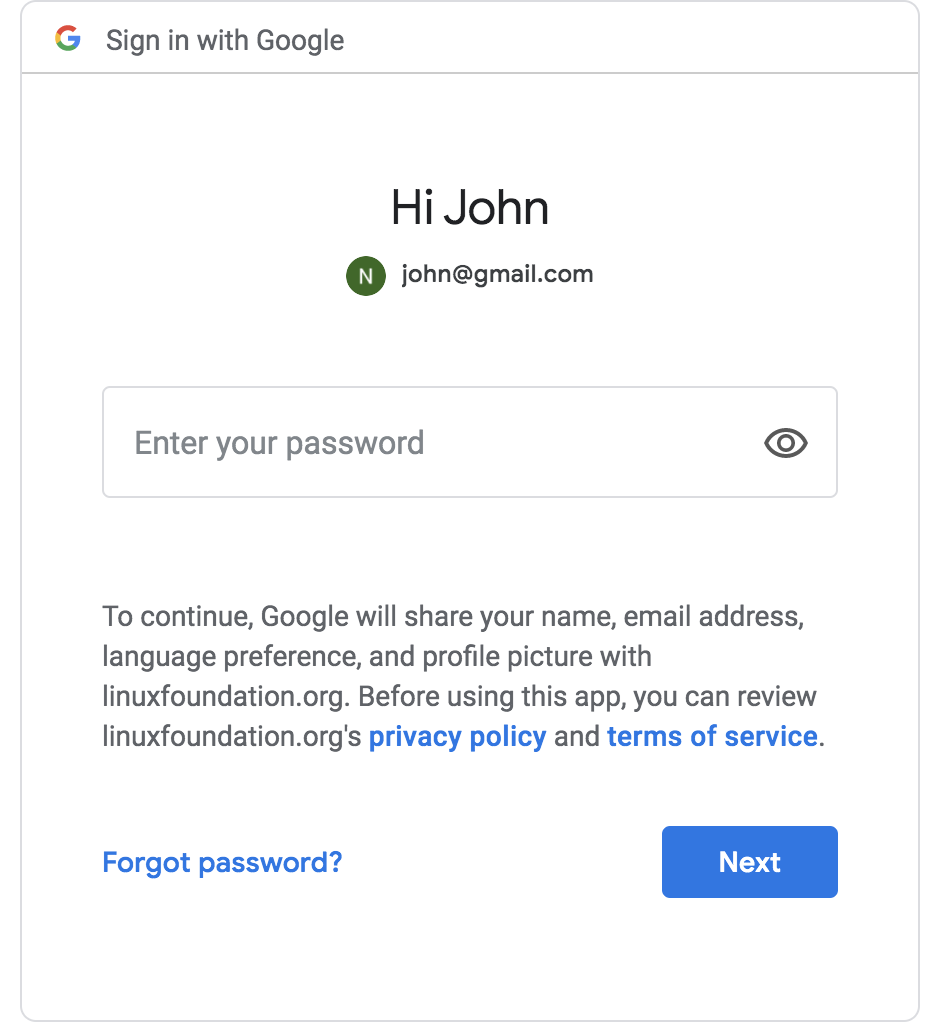 Sign in with Google
Hi John
N john@gmail.com
Enter your password
To continue, Google will share your name, email address,
language preference, and profile picture with
linuxfoundation.org. Before using this app, you can review
linuxfoundation.org's privacy policy and terms of service.
Forgot password?
Next